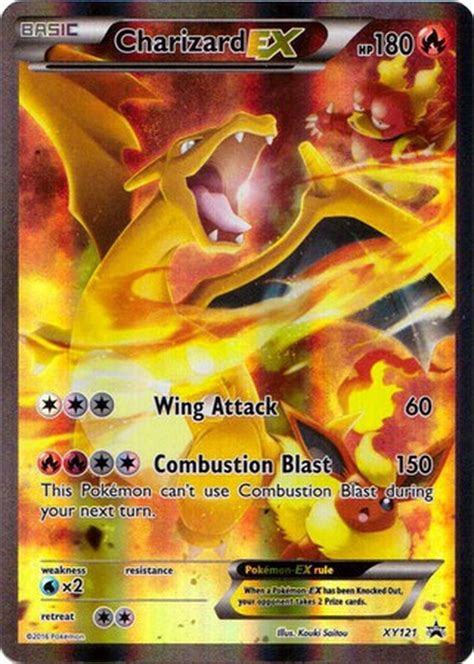 BASIC
Charizard EX HP180
Wing Attack 60
Combustion Blast 150
This Pokémon can't use Combustion Blast during
your next turn.
weakness resistance
×2
retreat
Pokémon-EX rule
When a Pokémon-EX has been Knocked Out,
your opponent takes 2 Prize cards.
©2016 Pokémon Illus. Kouki Saitou XY121